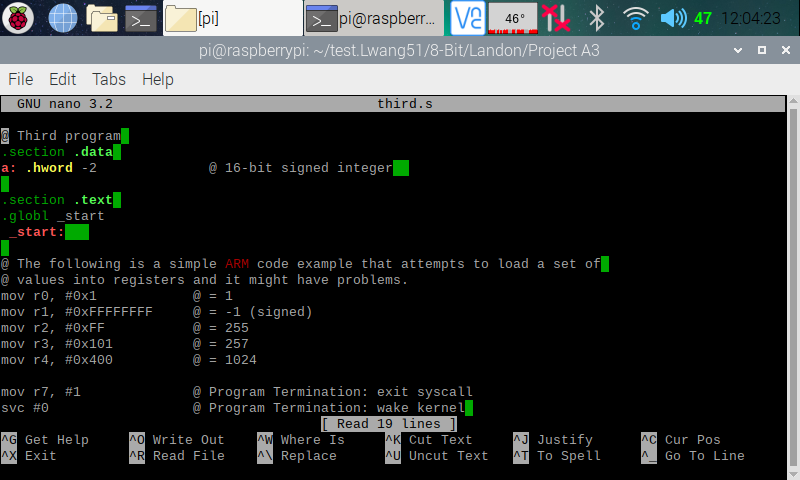 [pi] pi@raspberr... 46° 47 12:04:23
pi@raspberrypi: ~/test.Lwang51/8-Bit/Landon/Project A3
File Edit Tabs Help
GNU nano 3.2 third.s
@ Third program
.section .data
a: .hword -2 @ 16-bit signed integer
.section .text
.globl _start
_start:
@ The following is a simple ARM code example that attempts to load a set of
@ values into registers and it might have problems.
mov r0, #0x1 @ = 1
mov r1, #0xFFFFFFFF @ = -1 (signed)
mov r2, #0xFF @ = 255
mov r3, #0x101 @ = 257
mov r4, #0x400 @ = 1024
mov r7, #1 @ Program Termination: exit syscall
svc #0 @ Program Termination: wake kernel
[ Read 19 lines ]
^G Get Help ^O Write Out ^W Where Is ^K Cut Text ^J Justify ^C Cur Pos
^X Exit ^R Read File ^\ Replace ^U Uncut Text ^T To Spell ^_ Go To Line